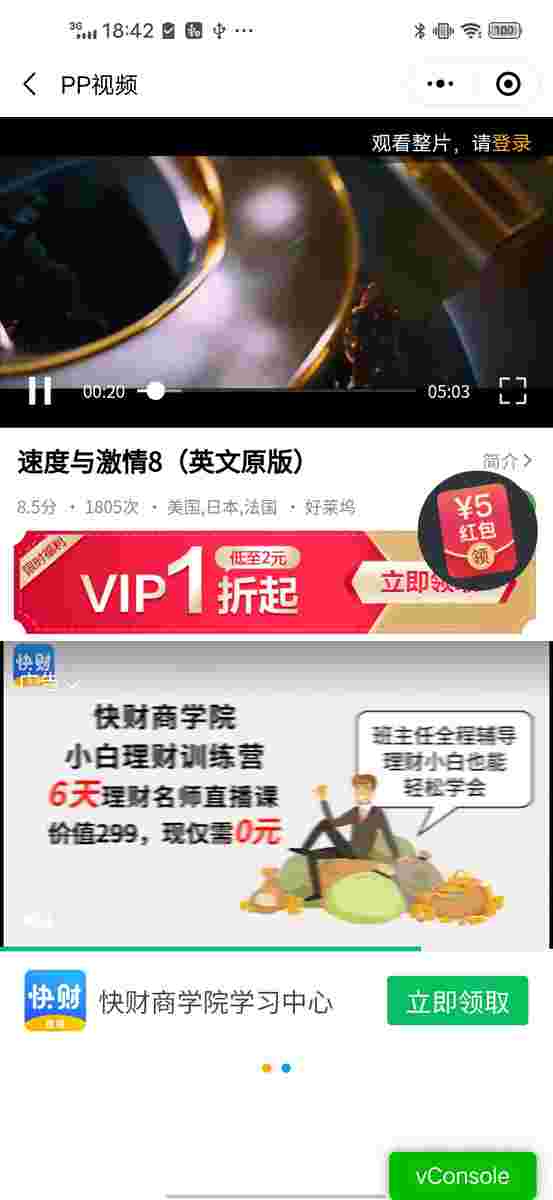 3G 18:42
100
PP视频
观看整片，请登录
00:20
05:03
速度与激情8（英文原版）
简介
8.5分 · 1805次 · 美国,日本,法国 · 好莱坞
限时福利
VIP1折起
低至2元
立即领取
¥5
红包
领
快财
广告
快财商学院
小白理财训练营
6天理财名师直播课
价值299，现仅需0元
班主任全程辅导
理财小白也能
轻松学会
快财
快财商学院学习中心
立即领取
vConsole